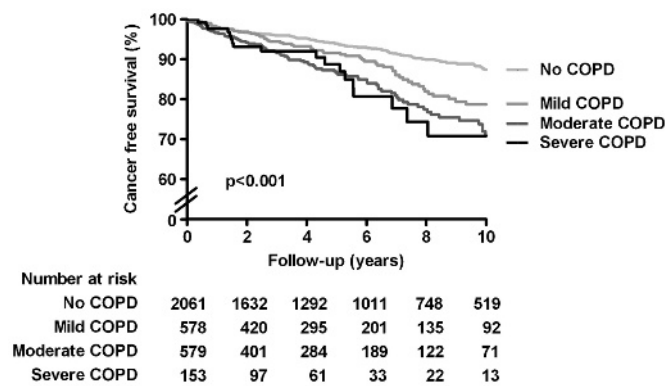 Cancer free survival (%)
100
90
80
70
60
0
p<0.001
No COPD
Mild COPD
Moderate COPD
Severe COPD
0 2 4 6 8 10
Follow-up (years)
Number at risk
No COPD 2061 1632 1292 1011 748 519
Mild COPD 578 420 295 201 135 92
Moderate COPD 579 401 284 189 122 71
Severe COPD 153 97 61 33 22 13